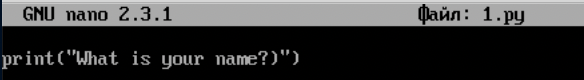 GNU nano 2.3.1 Файл: 1.py
print("What is your name?)")